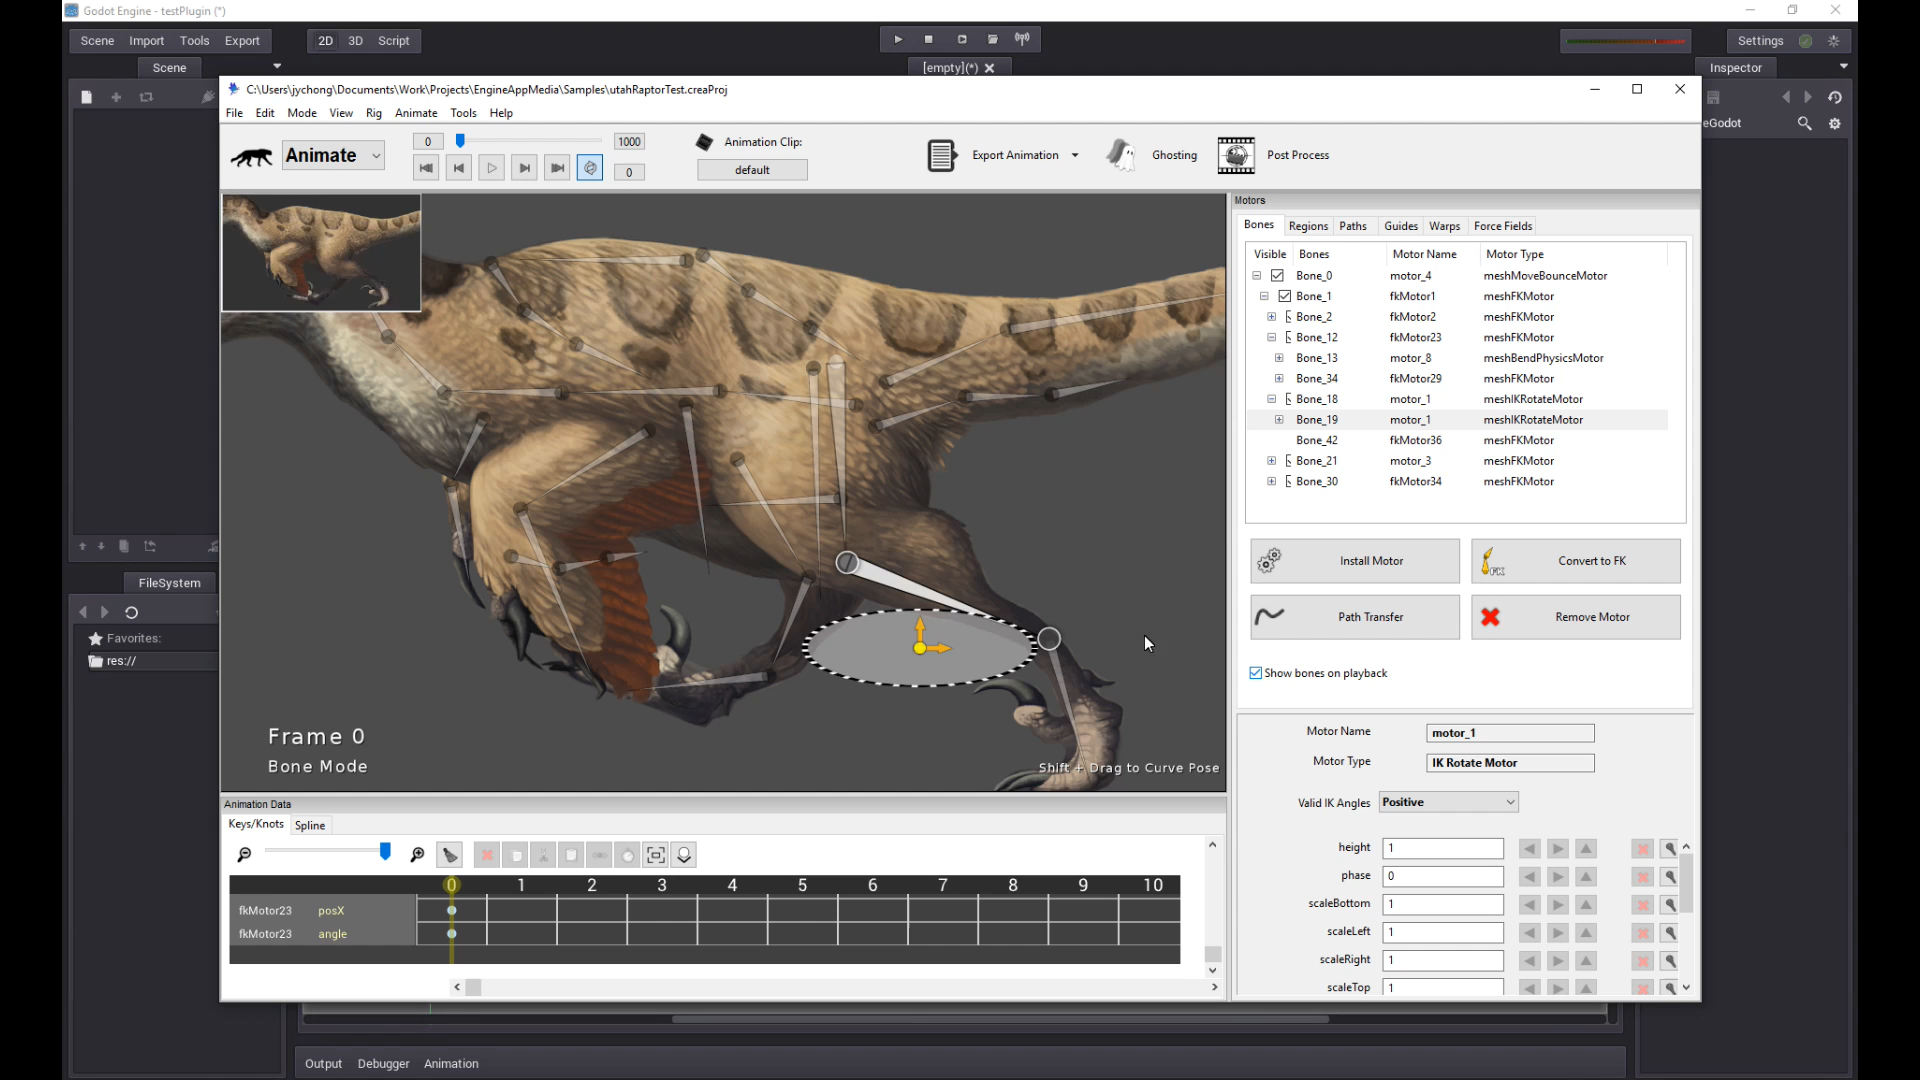 Godot Engine - testPlugin (*)
Scene Import Tools Export 2D 3D Script Settings
Scene [empty](*) Inspector
C:\Users\jychong\Documents\Work\Projects\EngineAppMedia\Samples\utahRaptorTest.creaProj
File Edit Mode View Rig Animate Tools Help
eGodot
Animate 0 1000 Animation Clip:
default 0
Export Animation Ghosting Post Process
Motors
Bones Regions Paths Guides Warps Force Fields
Visible Bones Motor Name Motor Type
Bone_0 motor_4 meshMoveBounceMotor
Bone_1 fkMotor1 meshFKMotor
Bone_2 fkMotor2 meshFKMotor
Bone_12 fkMotor23 meshFKMotor
Bone_13 motor_8 meshBendPhysicsMotor
Bone_34 fkMotor29 meshFKMotor
Bone_18 motor_1 meshIKRotateMotor
Bone_19 motor_1 meshIKRotateMotor
Bone_42 fkMotor36 meshFKMotor
Bone_21 motor_3 meshFKMotor
Bone_30 fkMotor34 meshFKMotor
Install Motor Convert to FK
FK
Path Transfer Remove Motor
Show bones on playback
FileSystem
Favorites:
res://
Frame 0
Bone Mode
Shift + Drag to Curve Pose
Motor Name motor_1
Motor Type IK Rotate Motor
Valid IK Angles Positive
height 1
phase 0
scaleBottom 1
scaleLeft 1
scaleRight 1
scaleTop 1
Animation Data
Keys/Knots Spline
0 1 2 3 4 5 6 7 8 9 10
fkMotor23 posX
fkMotor23 angle
Output Debugger Animation